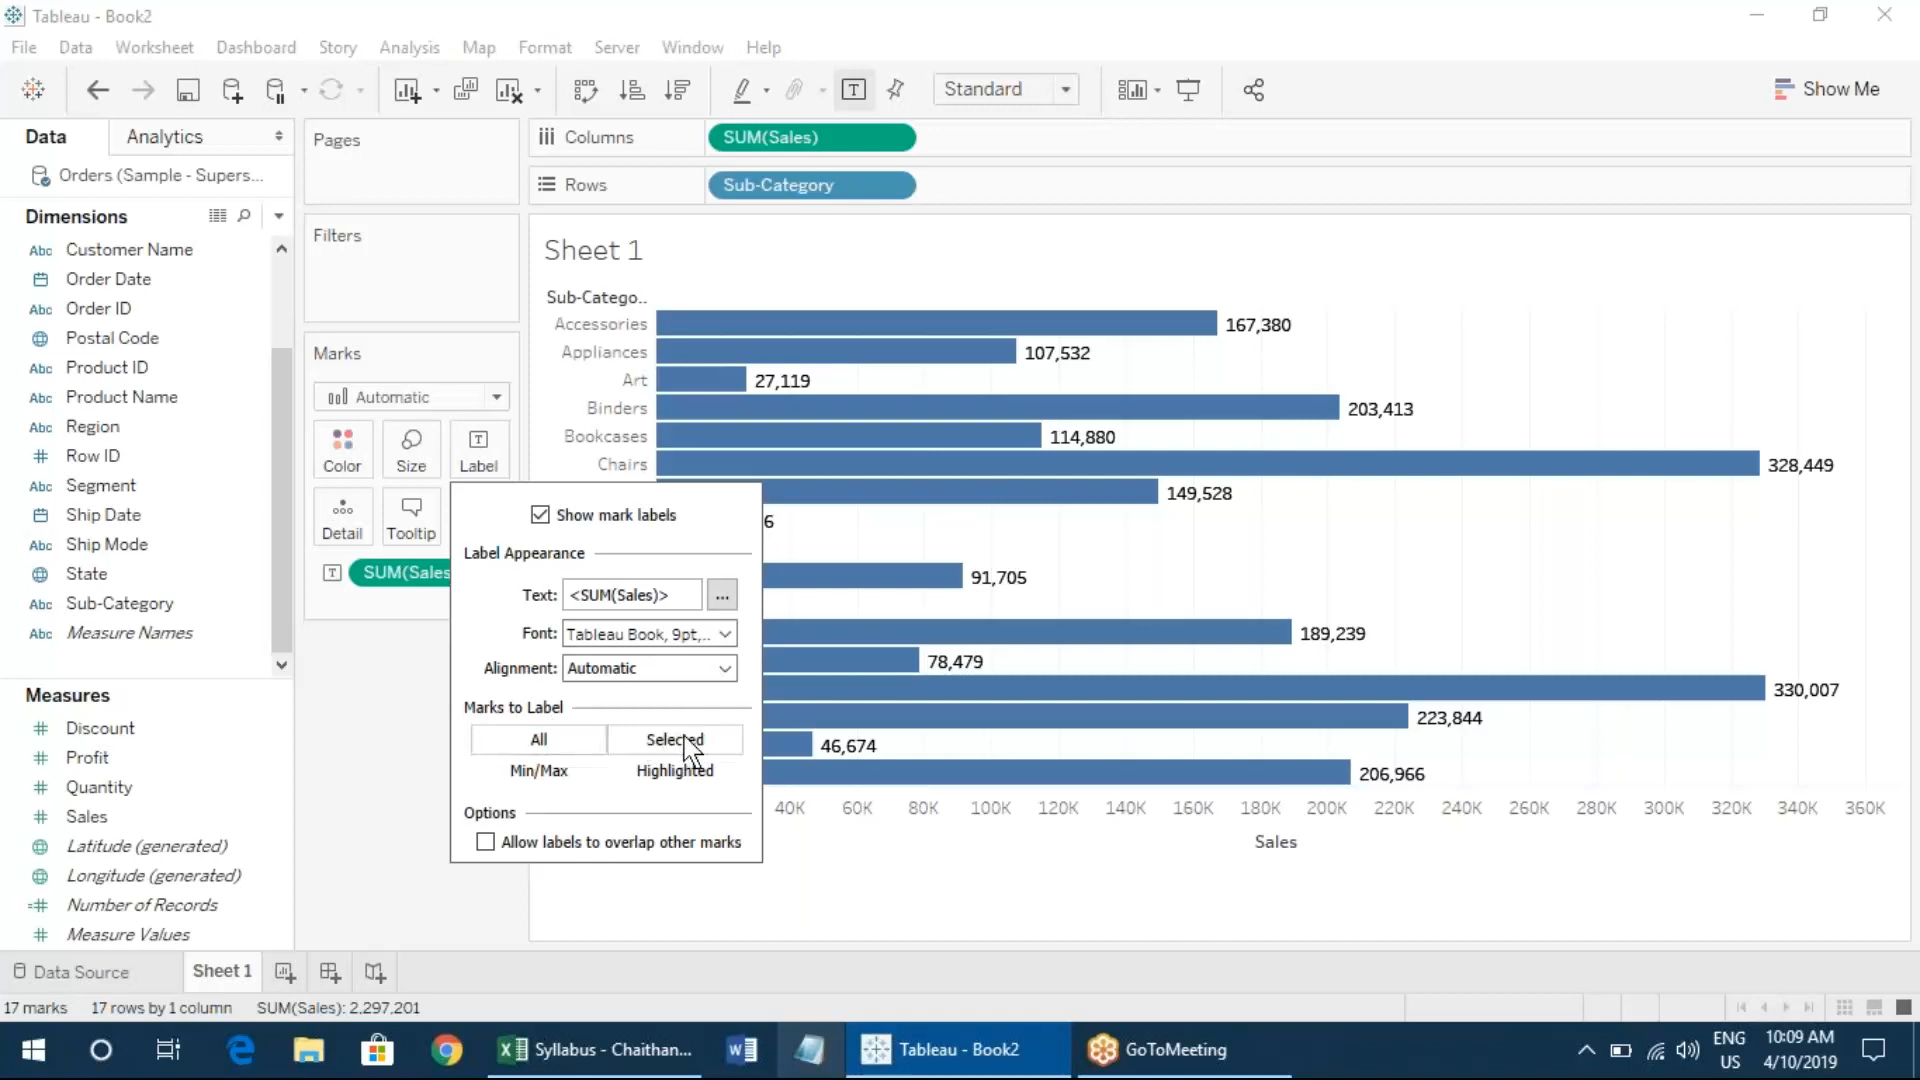 Tableau - Book2
File Data Worksheet Dashboard Story Analysis Map Format Server Window Help
Standard
Show Me
Data
Analytics
Pages
Columns
SUM(Sales)
Orders (Sample - Supers...
Rows
Sub-Category
Dimensions
Filters
Customer Name
Order Date
Order ID
Postal Code
Product ID
Product Name
Region
Row ID
Segment
Ship Date
Ship Mode
State
Sub-Category
Measure Names
Measures
Discount
Profit
Quantity
Sales
Latitude (generated)
Longitude (generated)
Number of Records
Measure Values
Marks
Automatic
Color Size Label
Detail Tooltip
SUM(Sales
Show mark labels
Label Appearance
Text: <SUM(Sales)> ...
Font: Tableau Book, 9pt,...
Alignment: Automatic
Marks to Label
All Selected
Min/Max Highlighted
Options
Allow labels to overlap other marks
Sheet 1
Sub-Catego..
Accessories 167,380
Appliances 107,532
Art 27,119
Binders 203,413
Bookcases 114,880
Chairs 328,449
149,528
6
91,705
189,239
78,479
330,007
223,844
46,674
206,966
40K 60K 80K 100K 120K 140K 160K 180K 200K 220K 240K 260K 280K 300K 320K 340K 360K
Sales
Data Source
Sheet 1
17 marks 17 rows by 1 column SUM(Sales): 2,297,201
Syllabus - Chaithan...
Tableau - Book2
GoToMeeting
ENG
US
10:09 AM
4/10/2019